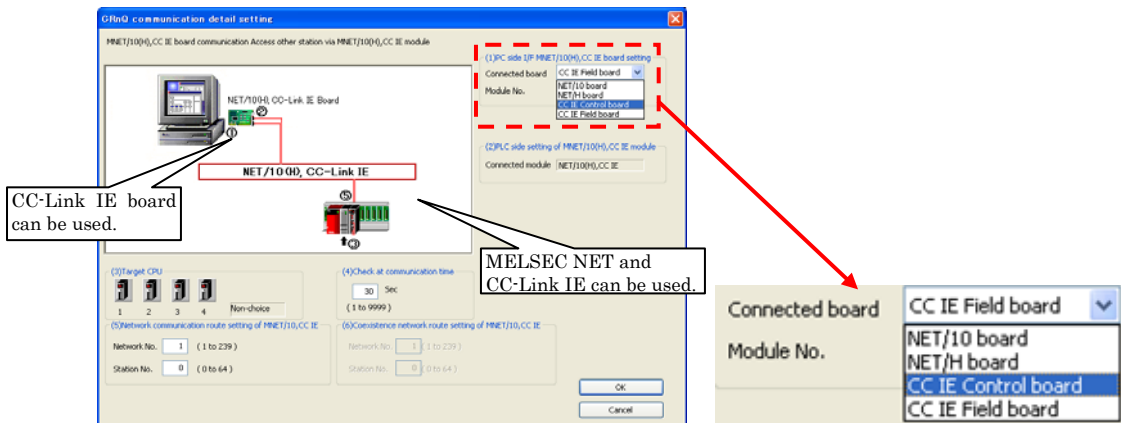 GRnQ communication detail setting
MNET/10(H),CC IE board communication Access other station via MNET/10(H),CC IE module
(1)PC side I/F MNET/10(H),CC IE board setting
Connected board CC IE Field board
NET/10 board
NET/H board
CC IE Control board
CC IE Field board
Module No.
NET/10(H), CC-Link IE Board
②
①
(2)PLC side setting of MNET/10(H),CC IE module
Connected module NET/10(H),CC IE
NET/10(H), CC-Link IE
⑤
③
CC-Link IE board
can be used.
MELSEC NET and
CC-Link IE can be used.
(3)Target CPU
1 2 3 4 Non-choice
(4)Check at communication time
30 Sec
( 1 to 9999 )
(5)Network communication route setting of MNET/10,CC IE
Network No. 1 ( 1 to 239 )
Station No. 0 ( 0 to 64 )
(6)Coexistence network route setting of MNET/10,CC IE
Network No. 1 ( 1 to 239 )
Station No. 0 ( 0 to 64 )
OK
Cancel
Connected board CC IE Field board
Module No.
NET/10 board
NET/H board
CC IE Control board
CC IE Field board